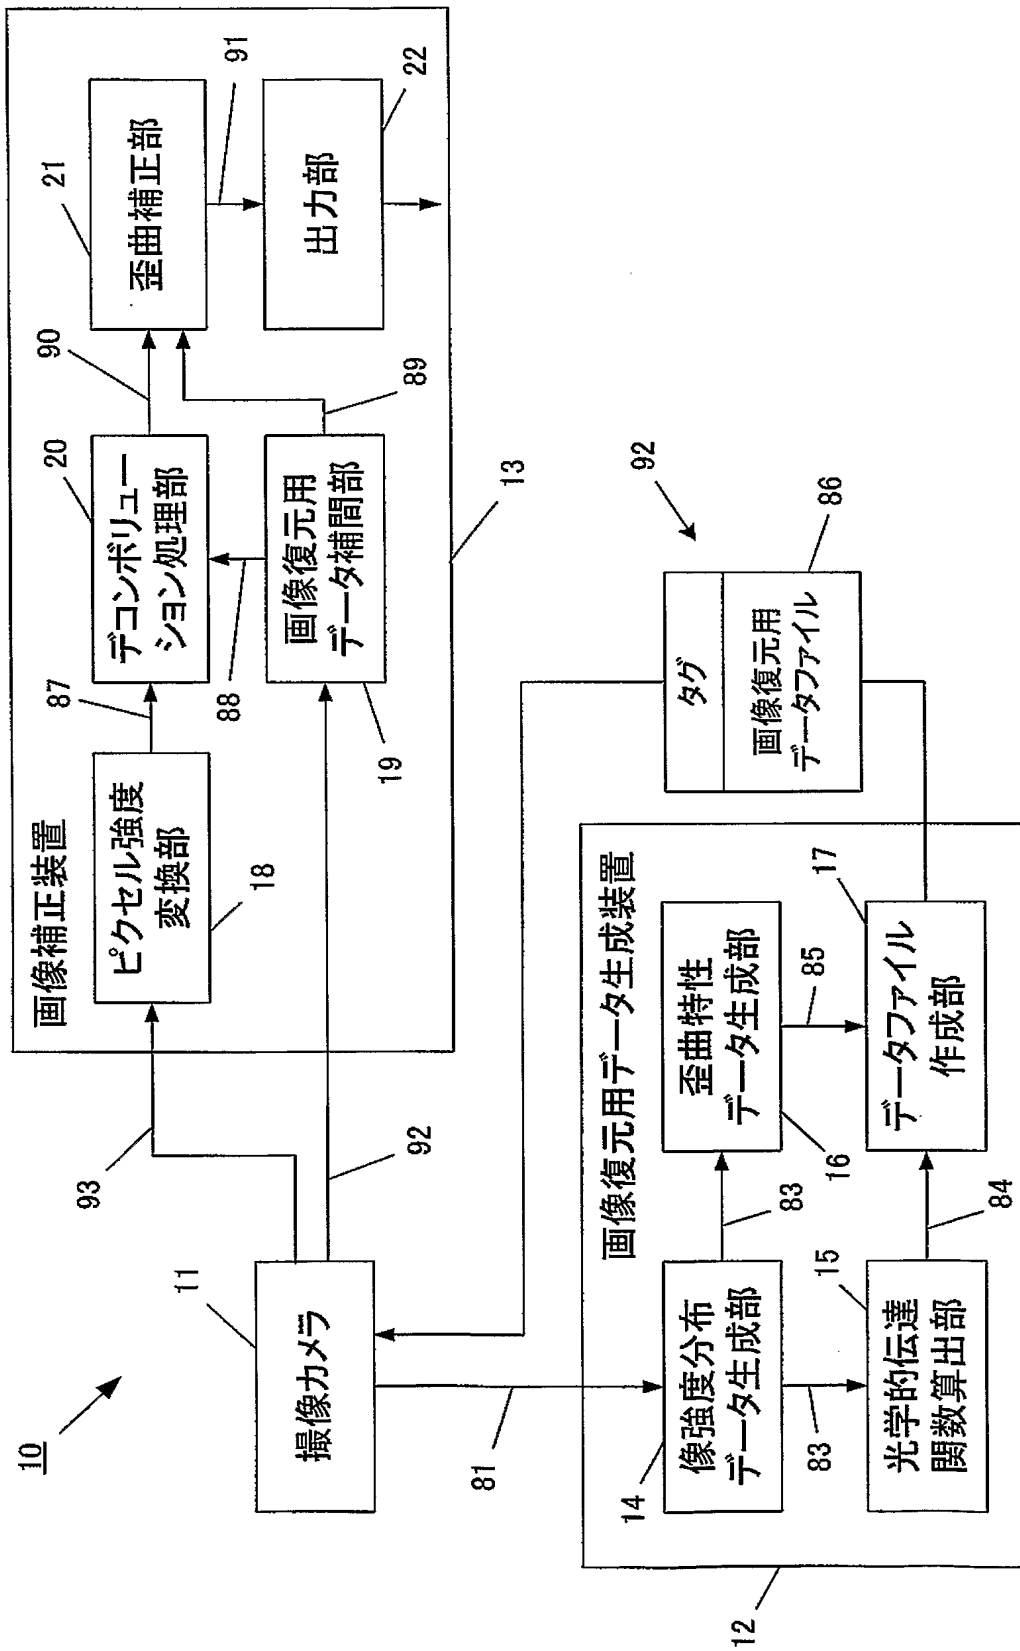 10
11
撮像カメラ
93
92
81
画像補正装置
ピクセル強度
変換部
18
87
20
デコンボリュー
ション処理部
90
21
歪曲補正部
91
22
出力部
88
画像復元用
データ補間部
19
89
13
画像復元用データ生成装置
14
像強度分布
データ生成部
83
歪曲特性
データ生成部
16
83
15
光学的伝達
関数算出部
84
85
17
データファイル
作成部
12
92
タグ
画像復元用
データファイル
86